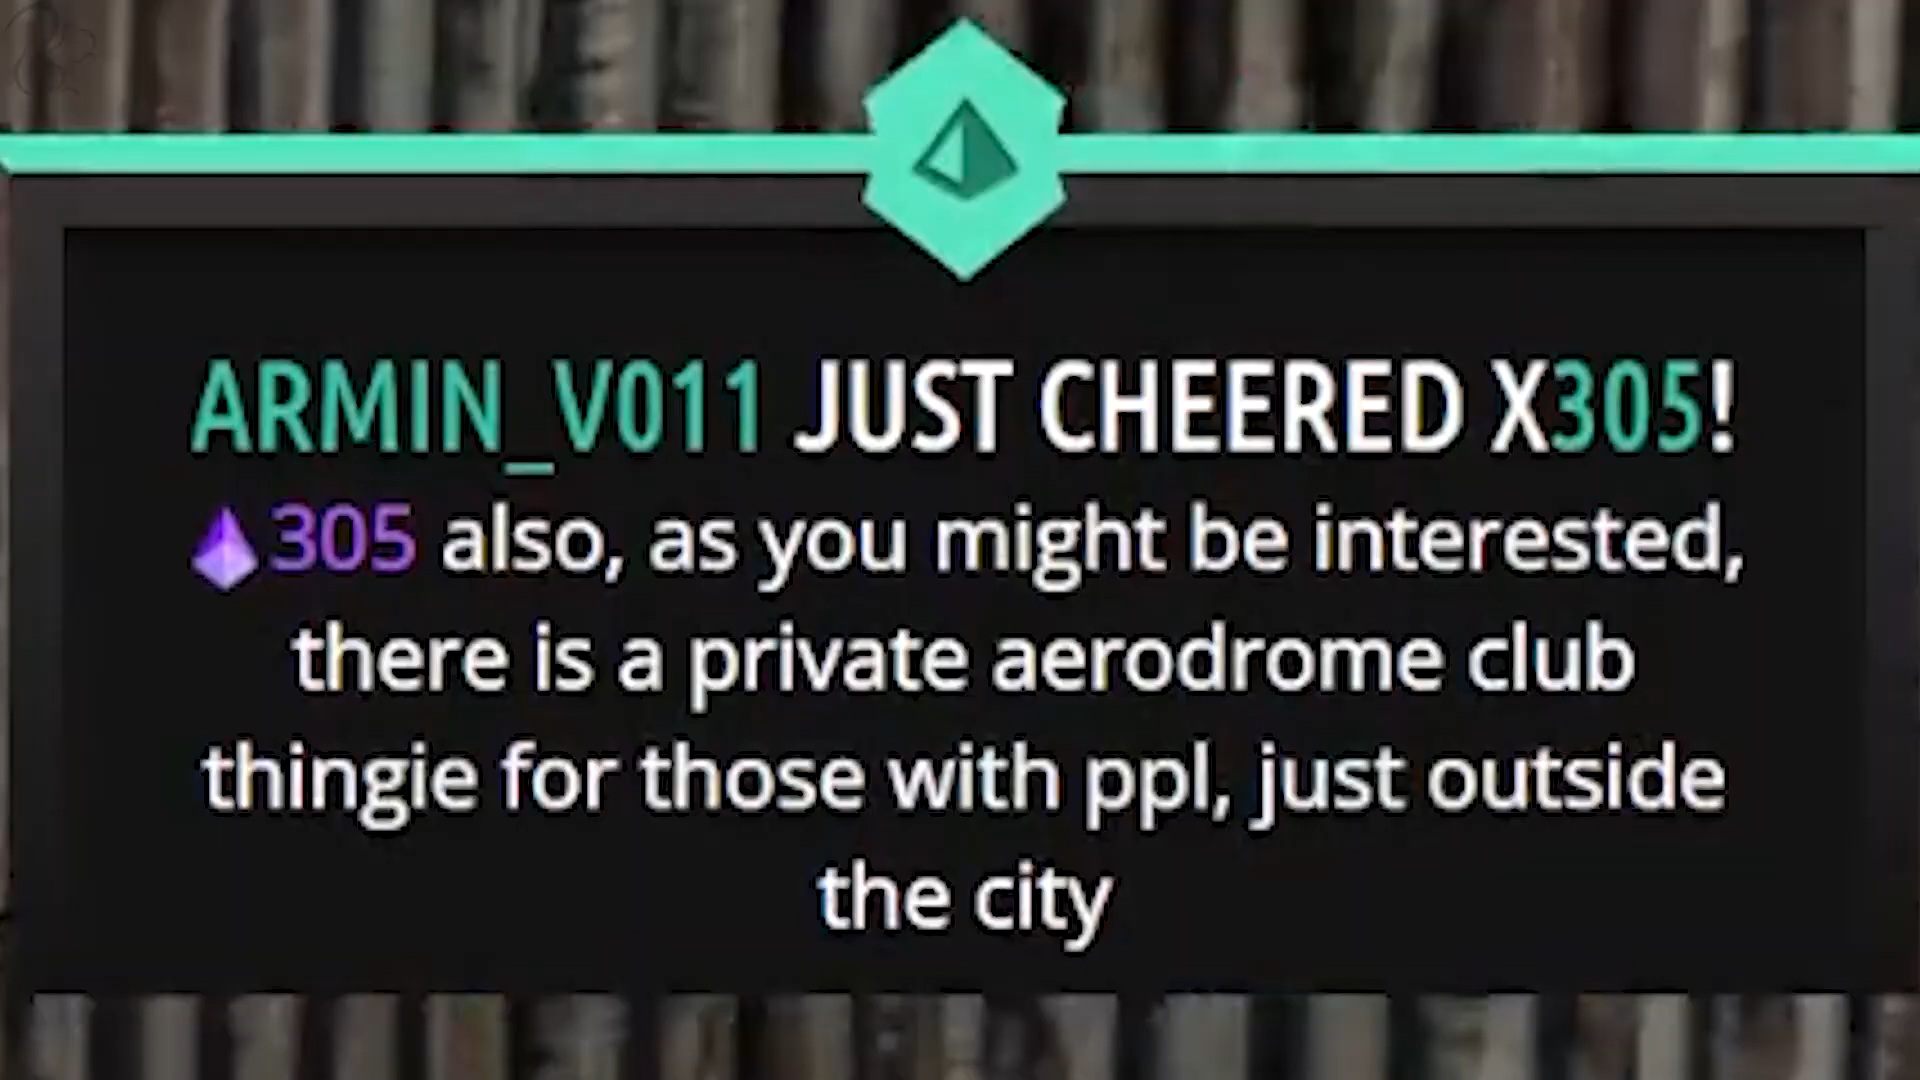 ARMIN_V011 JUST CHEERED X305!
305 also, as you might be interested,
there is a private aerodrome club
thingie for those with ppl, just outside
the city